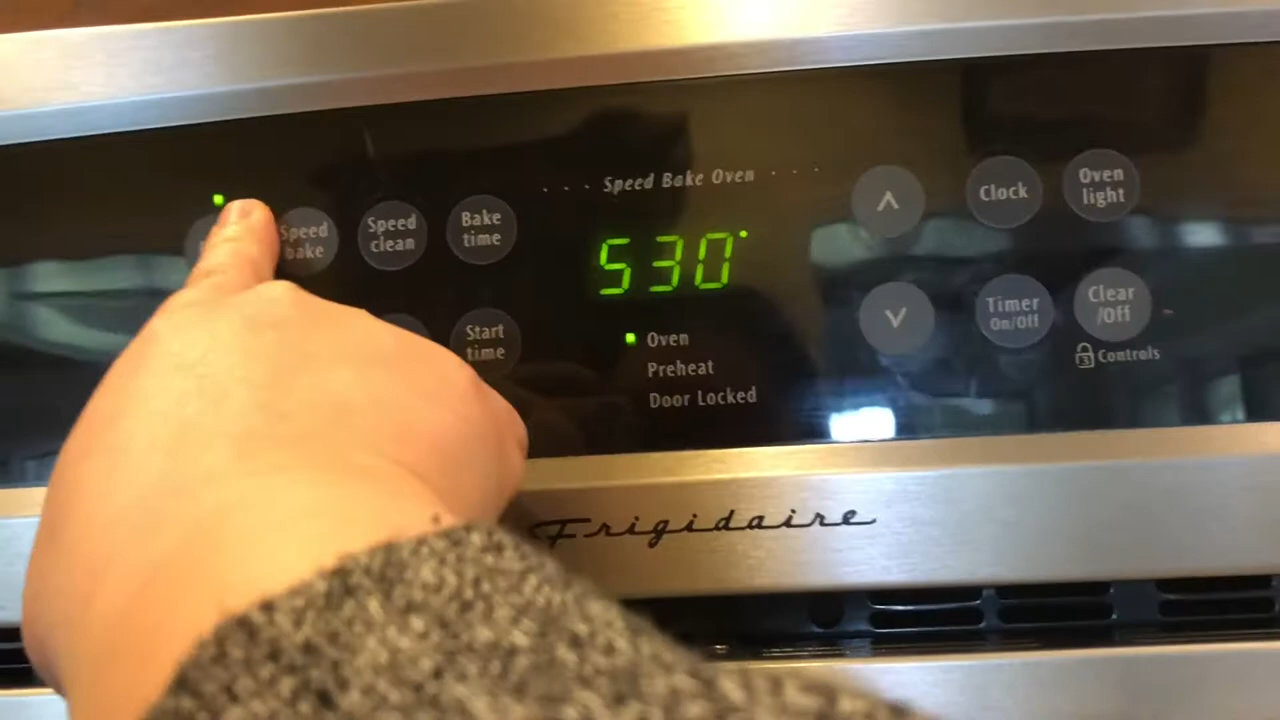 Speed Bake Oven
Speed
bake
Speed
clean
Bake
time
530°
Clock
Oven
light
Start
time
Oven
Preheat
Door Locked
Timer
On/Off
Clear
/Off
3
Controls
Frigidaire